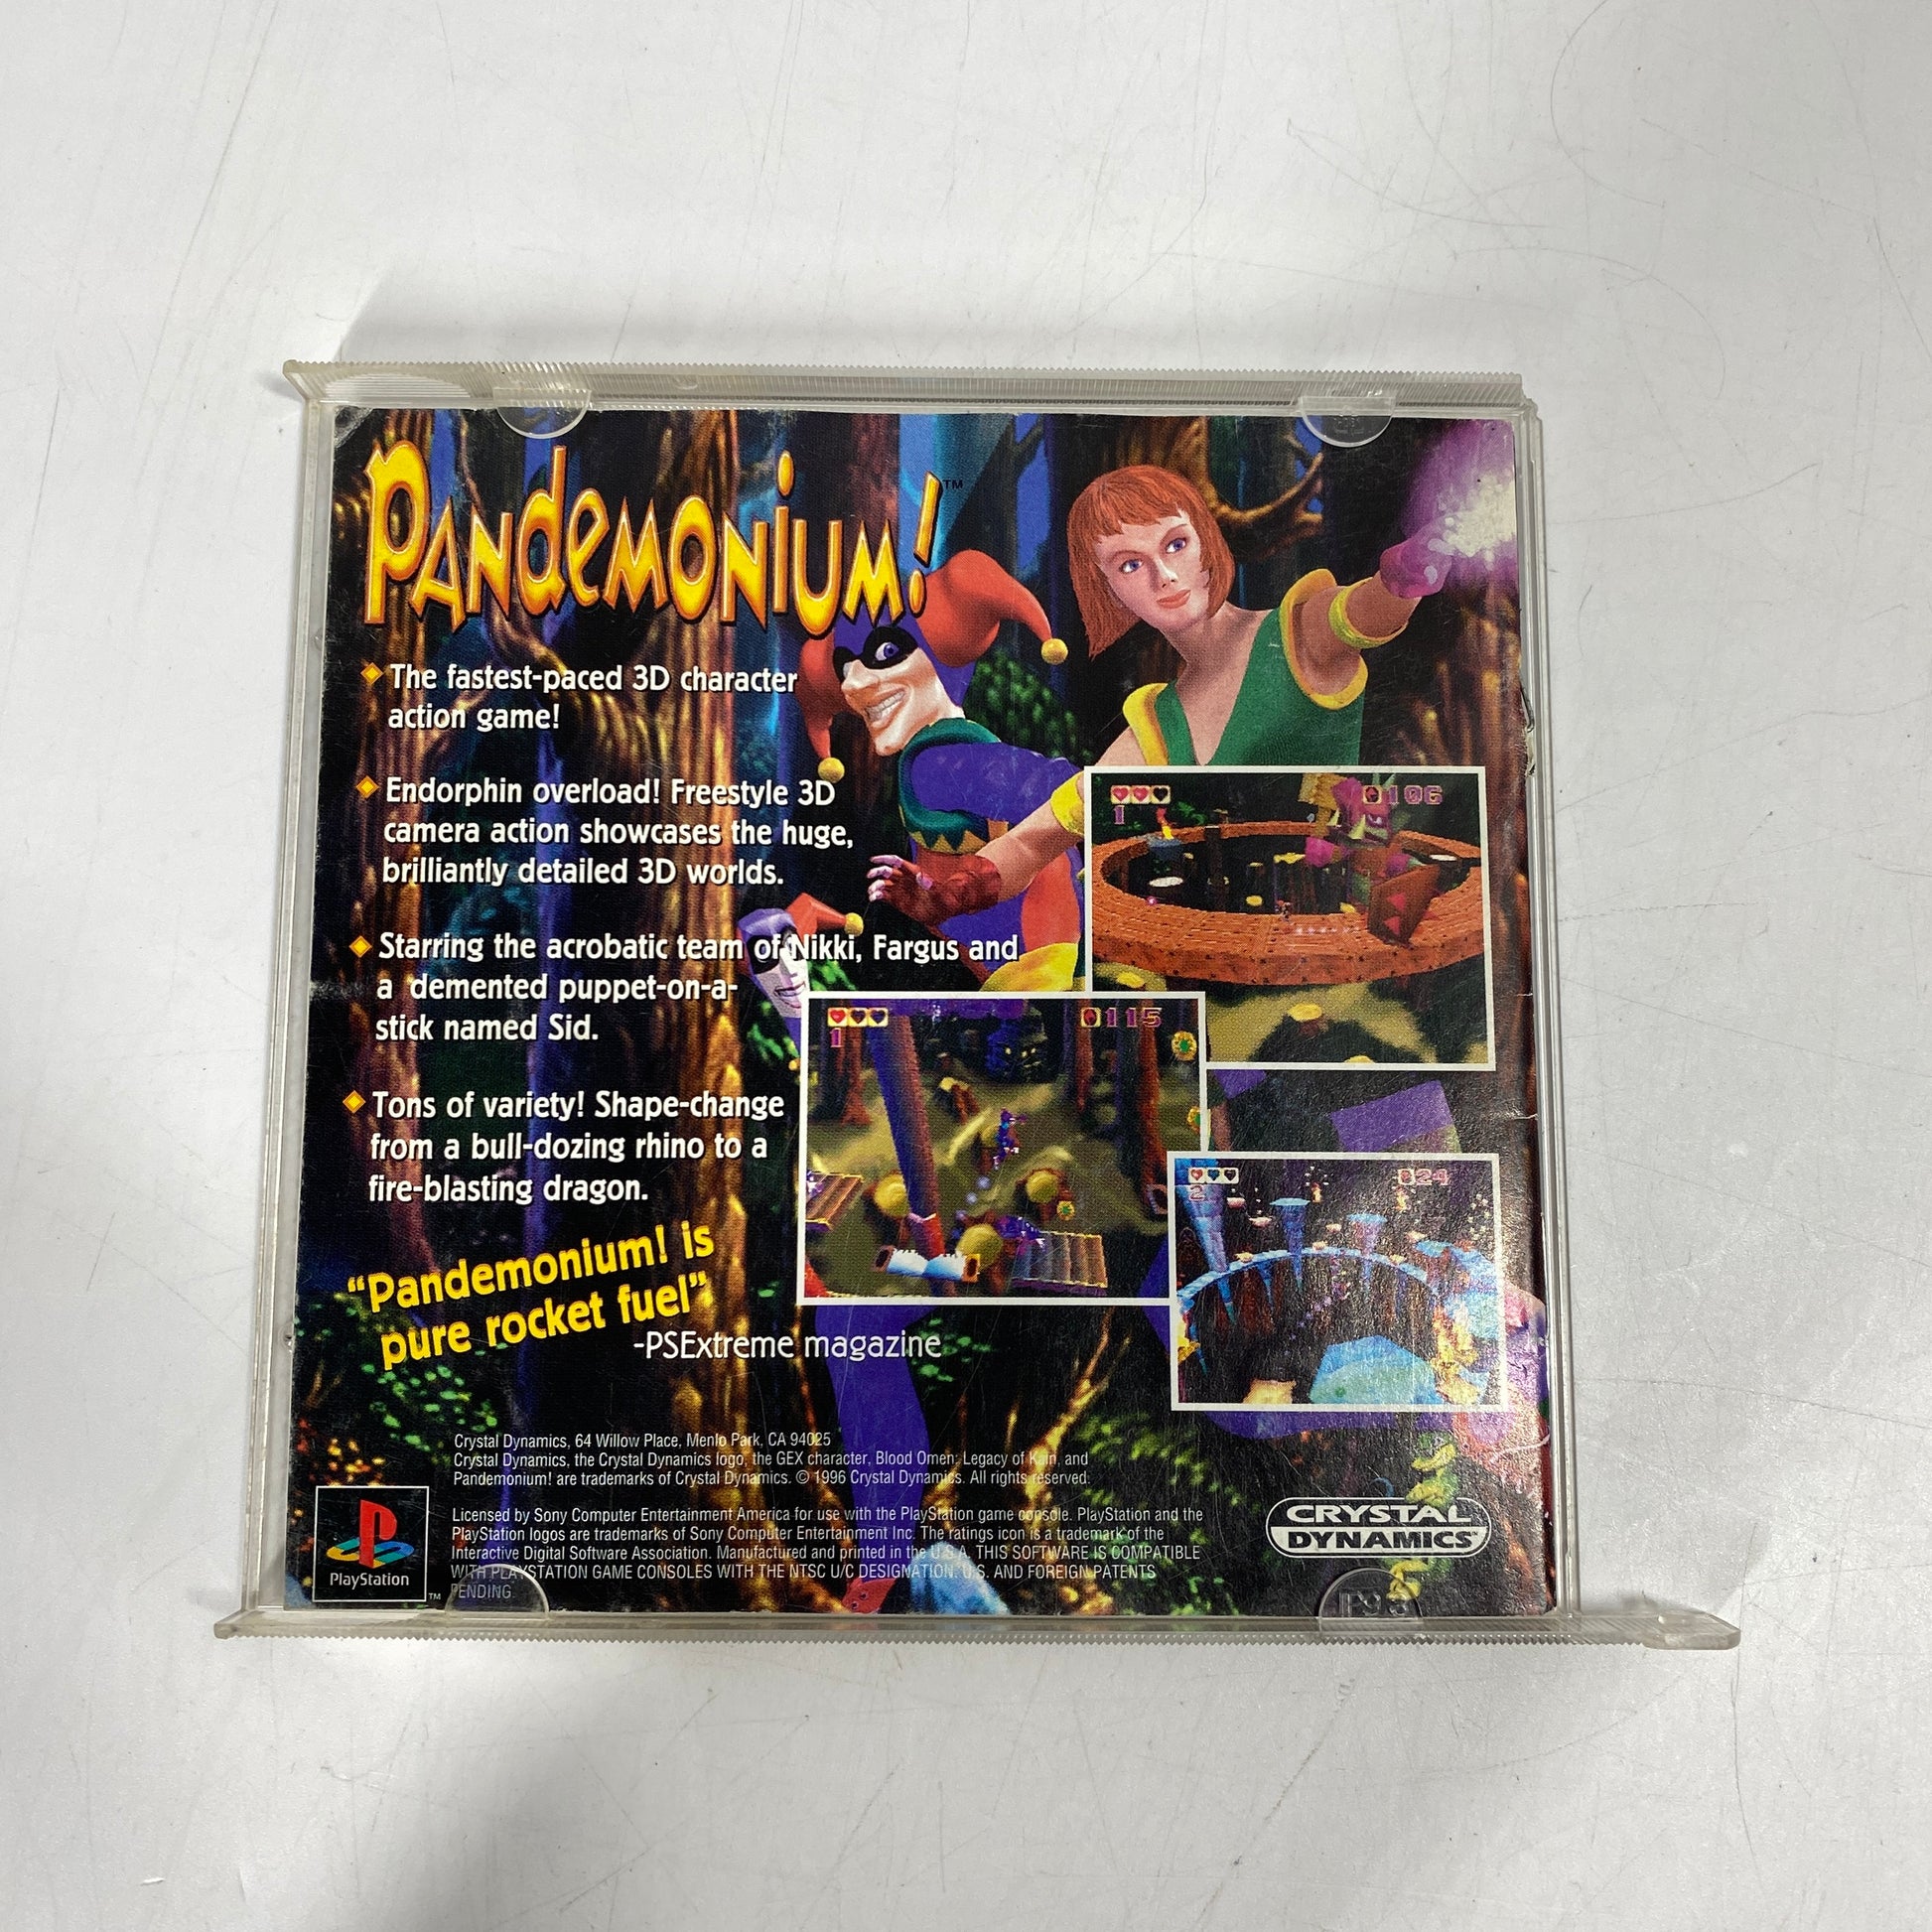 PANDEMONIUM!™
The fastest-paced 3D character
action game!
Endorphin overload! Freestyle 3D
camera action showcases the huge,
brilliantly detailed 3D worlds.
Starring the acrobatic team of Nikki, Fargus and
a demented puppet-on-a-
stick named Sid.
Tons of variety! Shape-change
from a bull-dozing rhino to a
fire-blasting dragon.
"Pandemonium! is
pure rocket fuel"
-PSExtreme magazine
1
106
1
115
2
024
Crystal Dynamics, 64 Willow Place, Menlo Park, CA 94025
Crystal Dynamics, the Crystal Dynamics logo, the GEX character, Blood Omen: Legacy of Kain, and
Pandemonium! are trademarks of Crystal Dynamics. © 1996 Crystal Dynamics. All rights reserved.
Licensed by Sony Computer Entertainment America for use with the PlayStation game console. PlayStation and the
PlayStation logos are trademarks of Sony Computer Entertainment Inc. The ratings icon is a trademark of the
Interactive Digital Software Association. Manufactured and printed in the U.S.A. THIS SOFTWARE IS COMPATIBLE
WITH PLAYSTATION GAME CONSOLES WITH THE NTSC U/C DESIGNATION. U.S. AND FOREIGN PATENTS
PENDING.
PlayStation
™
CRYSTAL
DYNAMICS